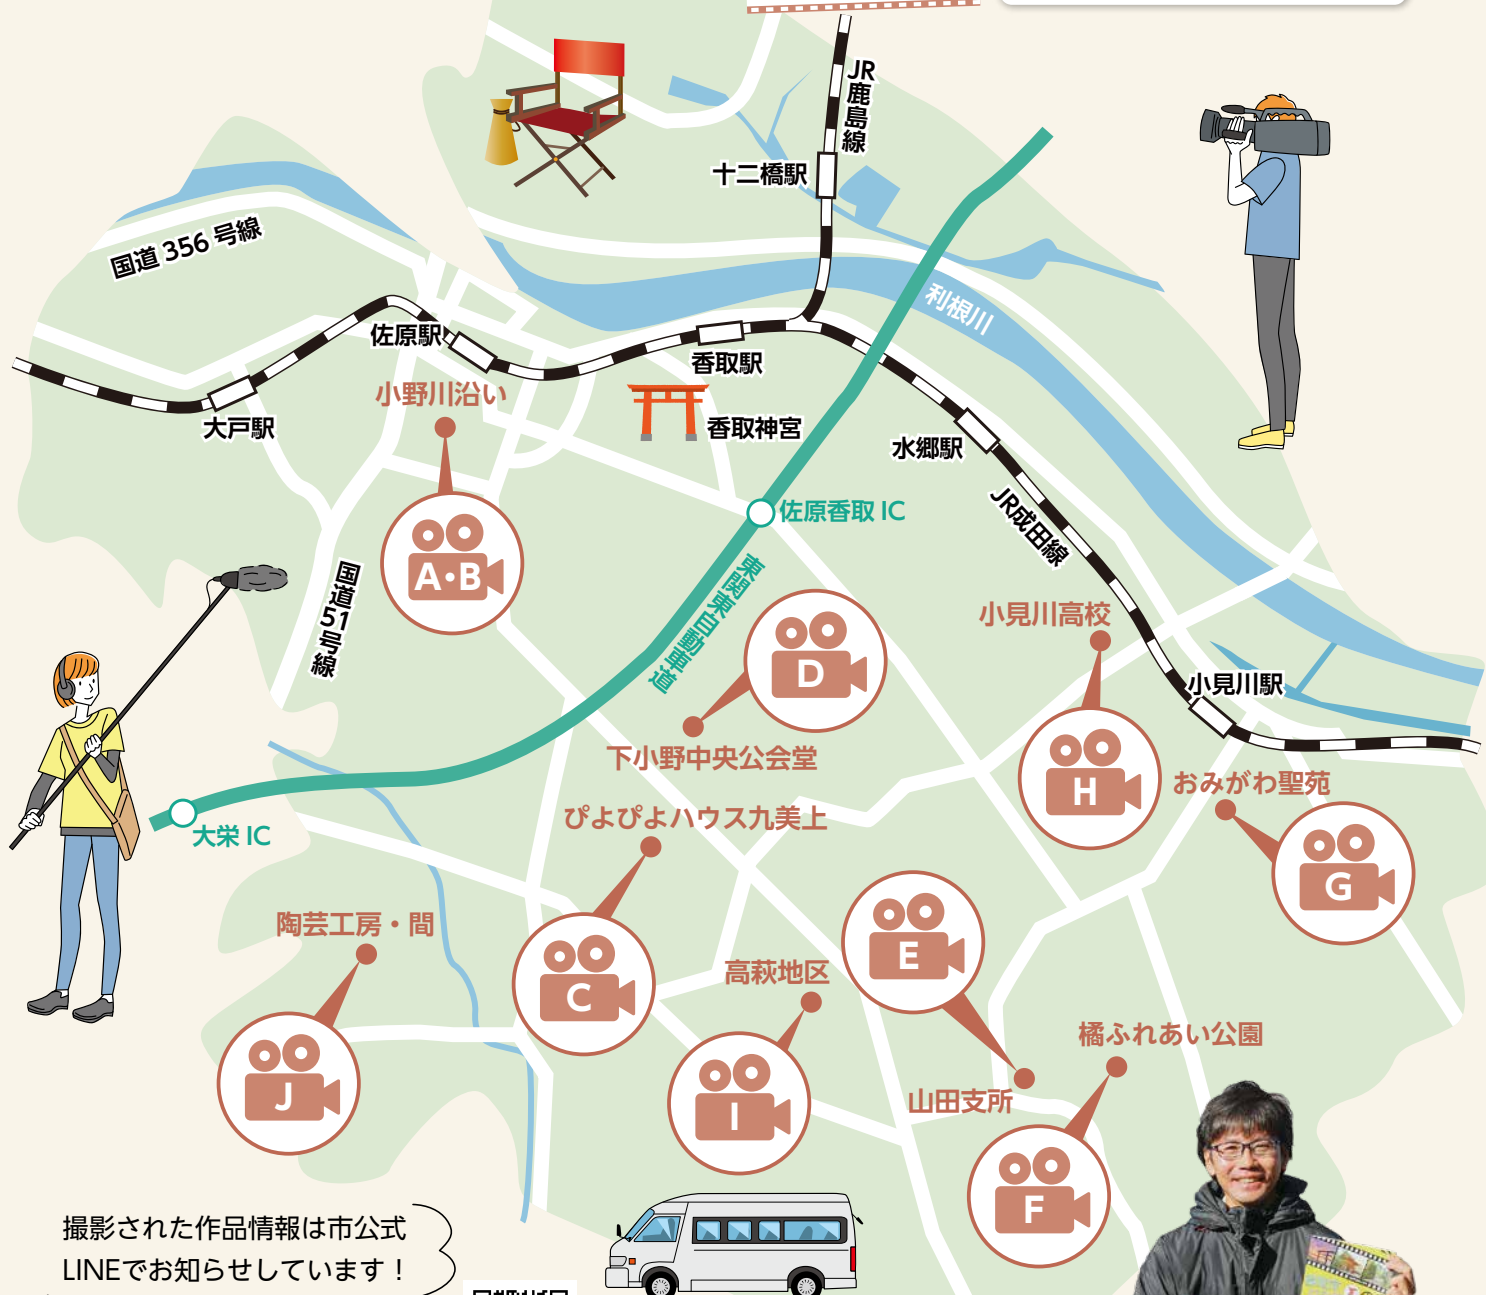 JR鹿島線
十二橋駅
国道 356 号線
利根川
佐原駅
香取駅
小野川沿い
大戸駅
香取神宮
水郷駅
佐原香取 IC
JR成田線
A・B
国道51号線
東関東自動車道
小見川高校
D
小見川駅
下小野中央公会堂
H
おみがわ聖苑
ぴよぴよハウス九美上
大栄 IC
G
陶芸工房・間
E
高萩地区
C
橘ふれあい公園
J
I
山田支所
F
撮影された作品情報は市公式
LINEでお知らせしています！